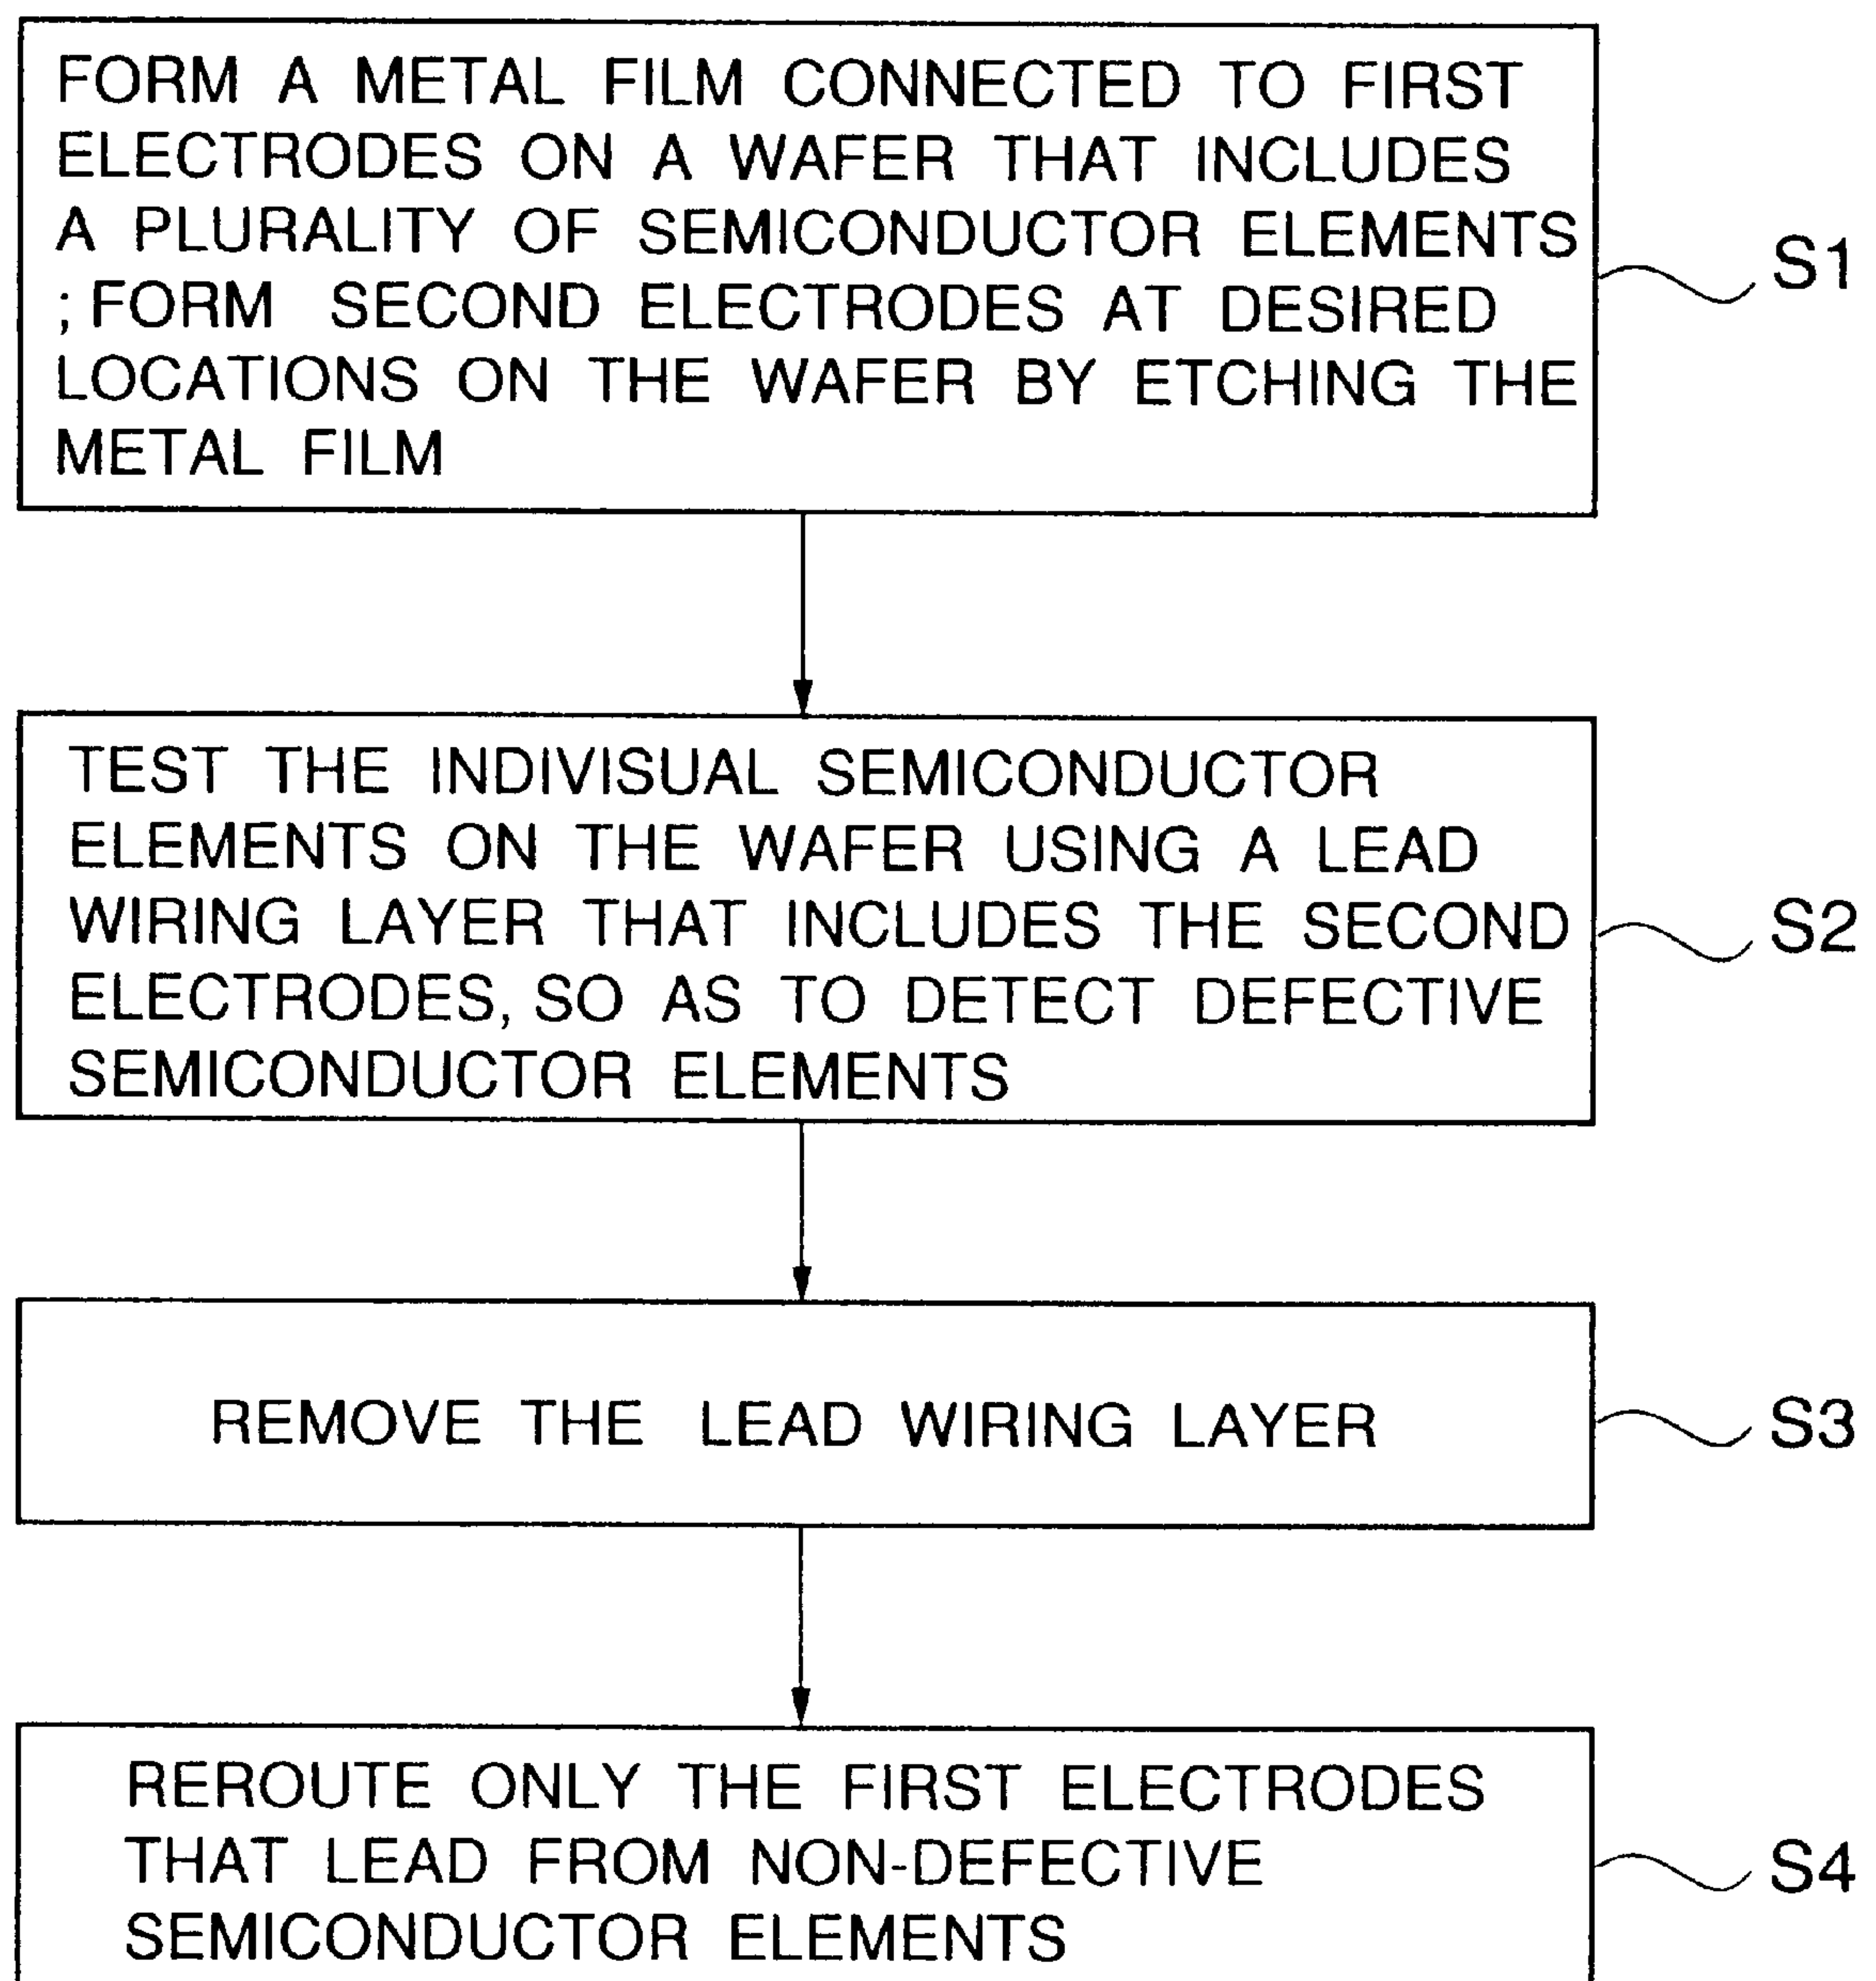 FORM A METAL FILM CONNECTED TO FIRST
ELECTRODES ON A WAFER THAT INCLUDES
A PLURALITY OF SEMICONDUCTOR ELEMENTS
; FORM SECOND ELECTRODES AT DESIRED
LOCATIONS ON THE WAFER BY ETCHING THE
METAL FILM
S1
TEST THE INDIVISUAL SEMICONDUCTOR
ELEMENTS ON THE WAFER USING A LEAD
WIRING LAYER THAT INCLUDES THE SECOND
ELECTRODES, SO AS TO DETECT DEFECTIVE
SEMICONDUCTOR ELEMENTS
S2
REMOVE THE LEAD WIRING LAYER
S3
REROUTE ONLY THE FIRST ELECTRODES
THAT LEAD FROM NON-DEFECTIVE
SEMICONDUCTOR ELEMENTS
S4